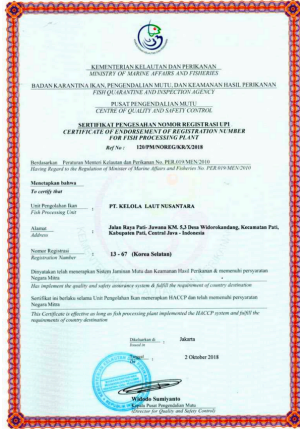 KEMENTERIAN KELAUTAN DAN PERIKANAN
MINISTRY OF MARINE AFFAIRS AND FISHERIES
BADAN KARANTINA IKAN, PENGENDALIAN MUTU, DAN KEAMANAN HASIL PERIKANAN
FISH QUARANTINE AND INSPECTION AGENCY
PUSAT PENGENDALIAN MUTU
CENTRE OF QUALITY AND SAFETY CONTROL
SERTIFIKAT PENGESAHAN NOMOR REGISTRASI UPI
CERTIFICATE OF ENDORSEMENT OF REGISTRATION NUMBER
FOR FISH PROCESSING PLANT
Ref No : 120/PM/NOREG/KR/X/2018
Berdasarkan Peraturan Menteri Kelautan dan Perikanan No. PER.019/MEN/2010
Having Regard to the Regulation of Minister of Marine Affairs and Fisheries No. PER.019/MEN/2010
Menetapkan bahwa
To certify that
Unit Pengolahan Ikan : PT. KELOLA LAUT NUSANTARA
Fish Processing Unit
Alamat : Jalan Raya Pati- Juwana KM. 5,3 Desa Widorokandang, Kecamatan Pati,
Address Kabupaten Pati, Central Java - Indonesia
Nomor Registrasi : 13 - 67 (Korea Selatan)
Registration Number
Dinyatakan telah menerapkan Sistem Jaminan Mutu dan Keamanan Hasil Perikanan & memenuhi persyaratan
Negara Mitra
Has implement the quality and safety assurance system & fulfill the requirement of country destination
Sertifikat ini berlaku selama Unit Pengolahan Ikan menerapkan HACCP dan telah memenuhi persyaratan
Negara Mitra
This Certificate is effective as long as fish processing plant implemented the HACCP system and fulfill the
requirements of country destination
Dikeluarkan di : Jakarta
Issued in
Tanggal : 2 Oktober 2018
Widodo Sumiyanto
Kepala Pusat Pengendalian Mutu
Director for Quality and Safety Control